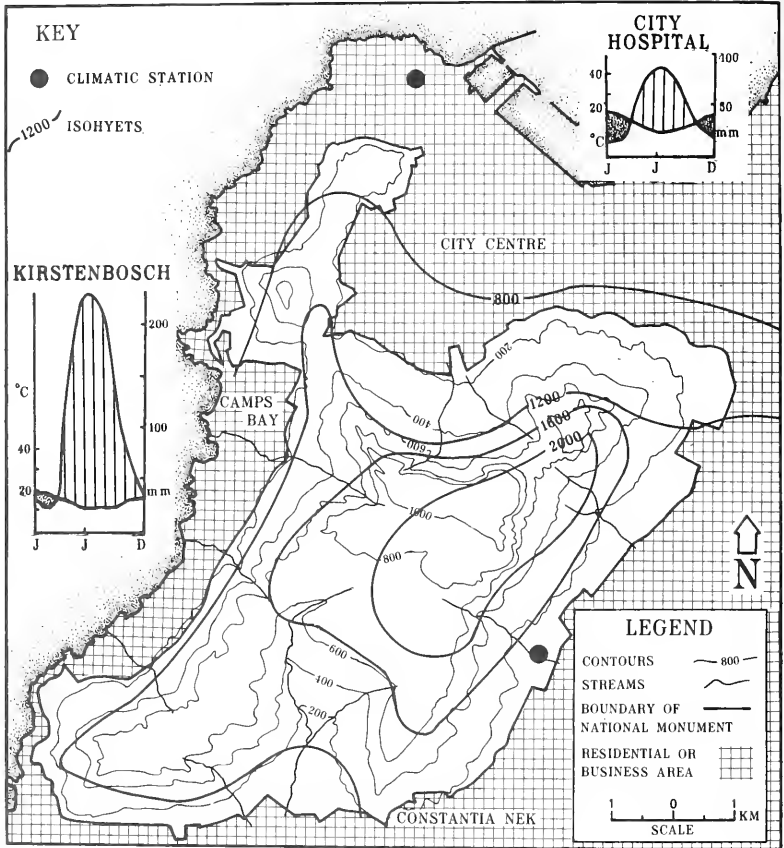 KEY
CLIMATIC STATION
1200
ISOHYETS
CITY
HOSPITAL
40
20
°C
100
50
mm
J
J
D
KIRSTENBOSCH
°C
40
20
200
100
mm
J
J
D
CITY CENTRE
800
200
CAMPS
BAY
400
1200
1600
2000
1000
800
600
400
200
CONSTANTIA NEK
N
LEGEND
CONTOURS
800
STREAMS
BOUNDARY OF
NATIONAL MONUMENT
RESIDENTIAL OR
BUSINESS AREA
1
0
1
KM
SCALE